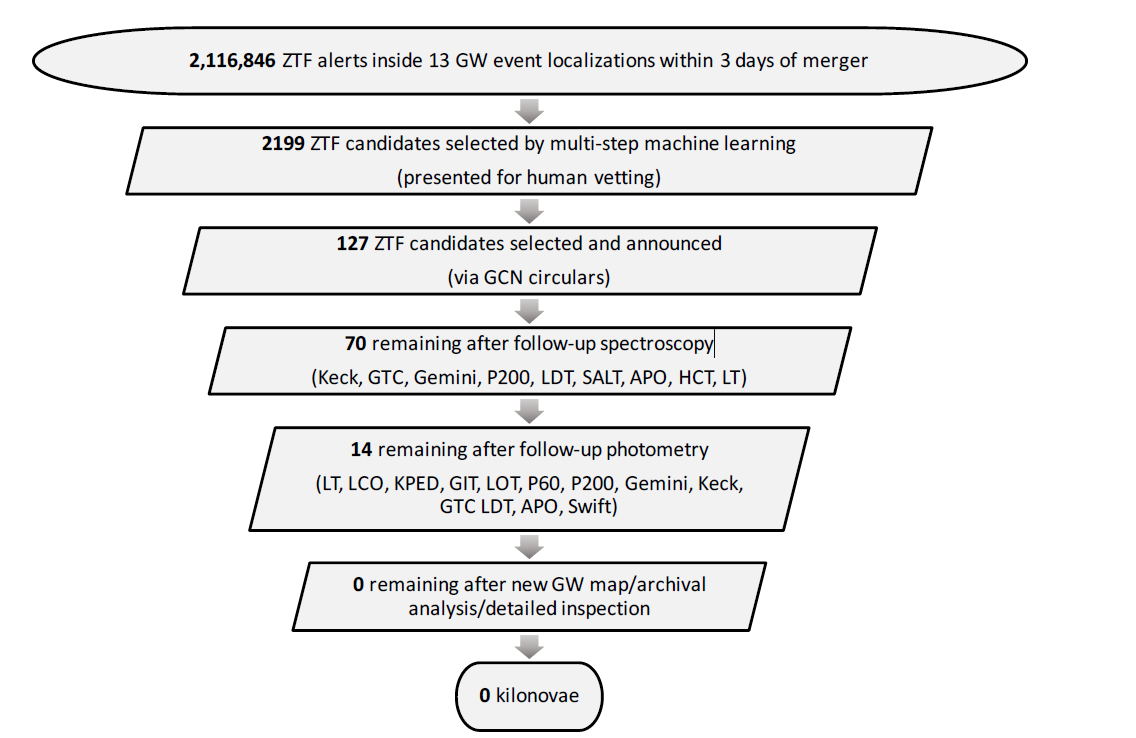 2,116,846 ZTF alerts inside 13 GW event localizations within 3 days of merger
2199 ZTF candidates selected by multi-step machine learning
(presented for human vetting)
127 ZTF candidates selected and announced
(via GCN circulars)
70 remaining after follow-up spectroscopy
(Keck, GTC, Gemini, P200, LDT, SALT, APO, HCT, LT)
14 remaining after follow-up photometry
(LT, LCO, KPED, GIT, LOT, P60, P200, Gemini, Keck,
GTC LDT, APO, Swift)
0 remaining after new GW map/archival
analysis/detailed inspection
0 kilonovae